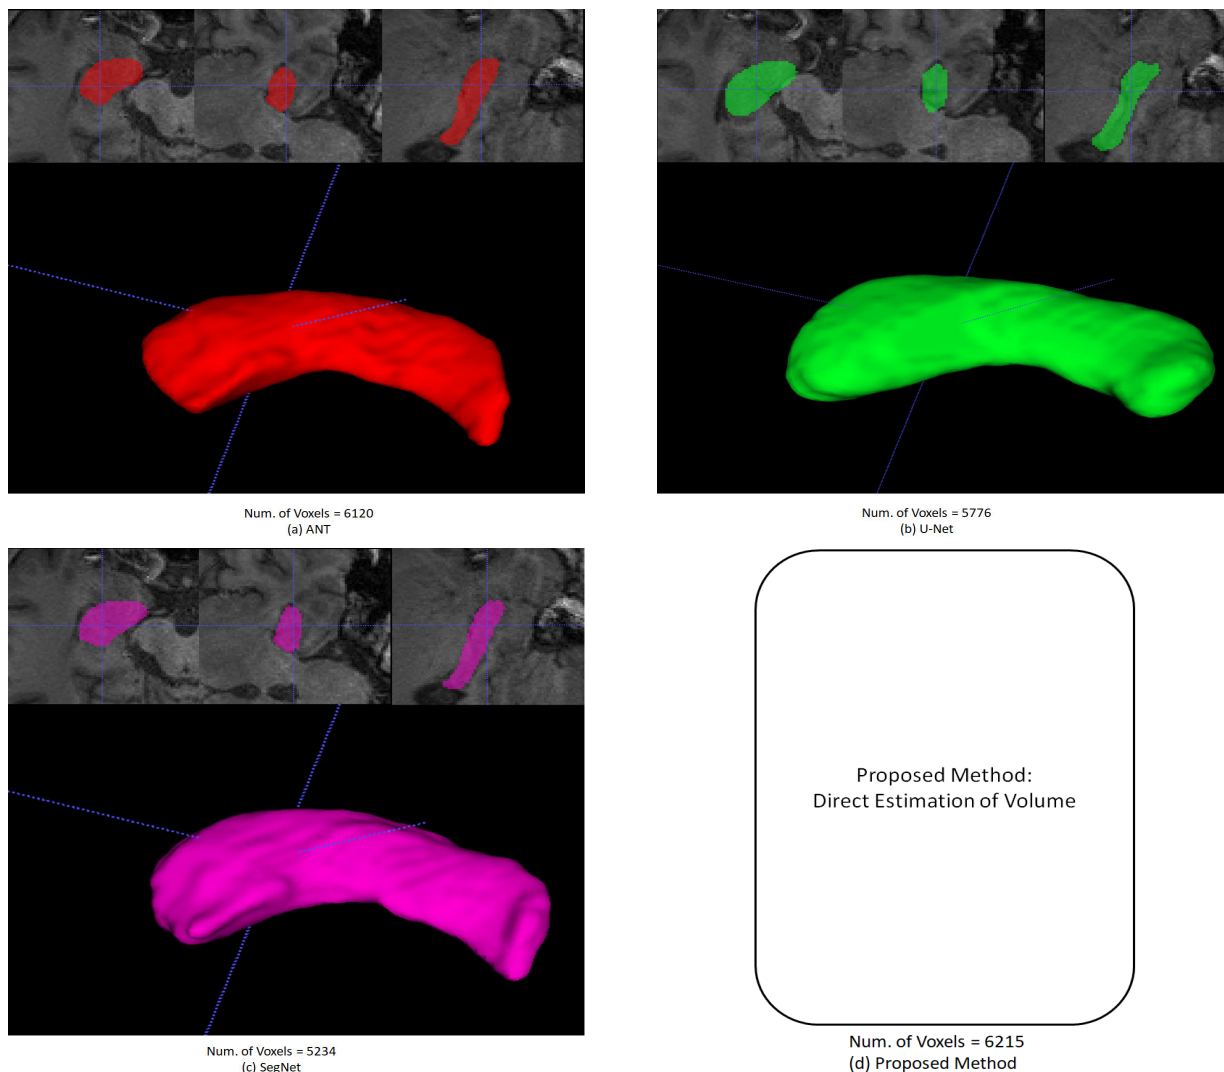 Num. of Voxels = 6120
(a) ANT
Num. of Voxels = 5776
(b) U-Net
Num. of Voxels = 5234
(c) SegNet
Proposed Method:
Direct Estimation of Volume
Num. of Voxels = 6215
(d) Proposed Method